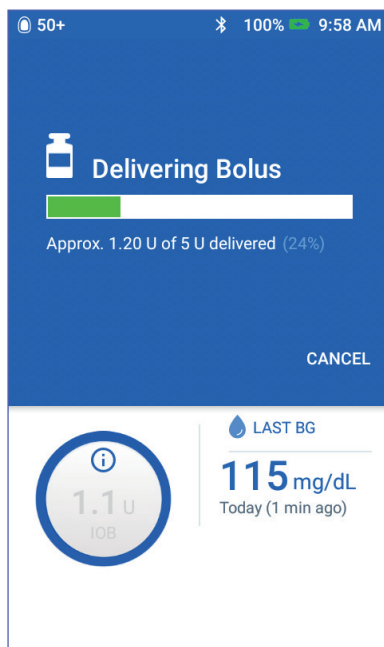 50+ 100% 9:58 AM
Delivering Bolus
Approx. 1.20 U of 5 U delivered (24%)
CANCEL
LAST BG
115 mg/dL
Today (1 min ago)
1.1 U
IOB